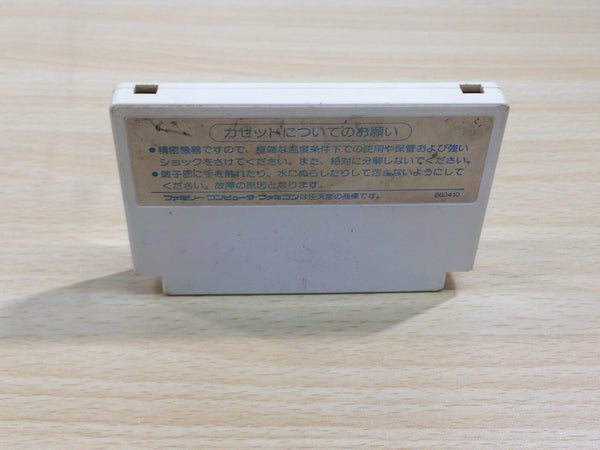 カセットについてのお願い
●精密機器ですので、極端な温度条件下での使用や保管および強い
ショックをさけてください。また、絶対に分解しないでください。
●端子部に手を触れたり、水にぬらしたりして汚さないようにして
ください。故障の原因となります。
ファミリーコンピュータ・ファミコンは任天堂の商標です。 860410